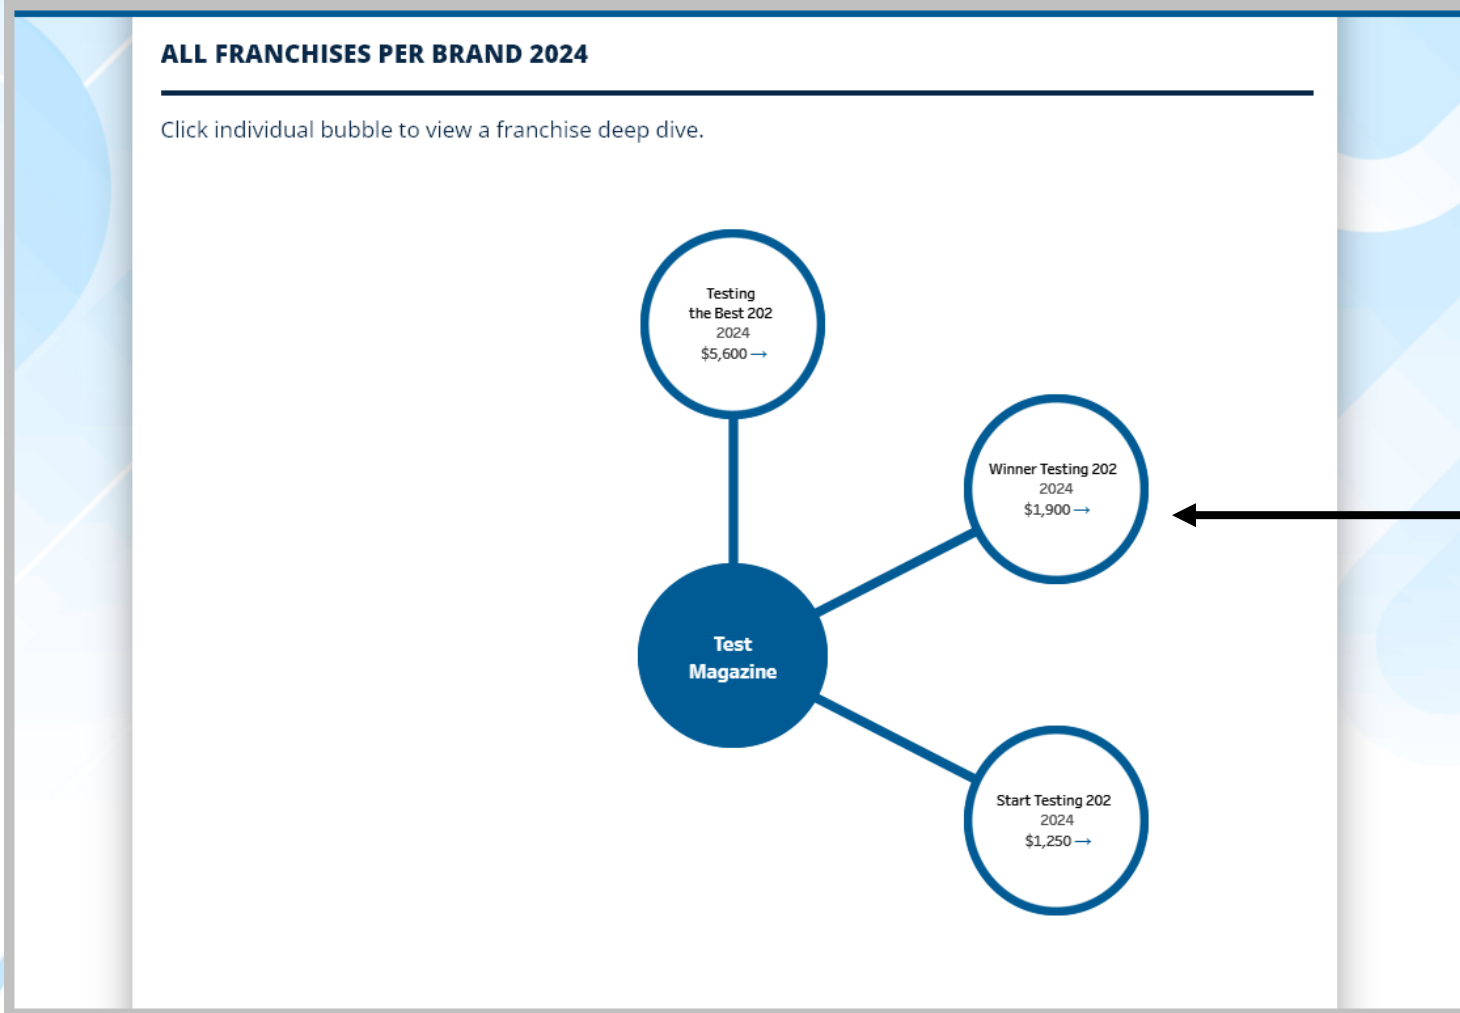 ALL FRANCHISES PER BRAND 2024
Click individual bubble to view a franchise deep dive.
Testing
the Best 202
2024
$5,600 →
Winner Testing 202
2024
$1,900 →
Test
Magazine
Start Testing 202
2024
$1,250 →